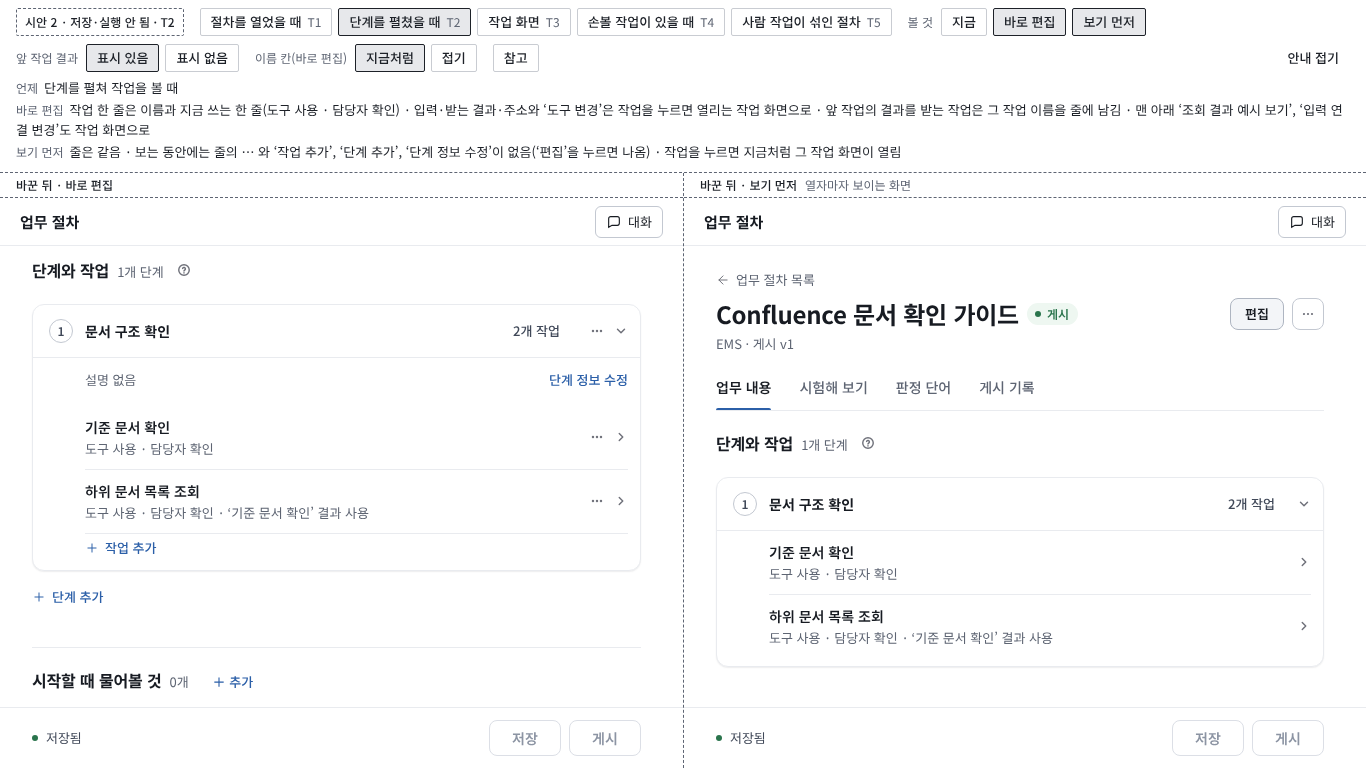 시안 2 · 저장·실행 안 됨 · T2
절차를 열었을 때 T1
단계를 펼쳤을 때 T2
작업 화면 T3
손볼 작업이 있을 때 T4
사람 작업이 섞인 절차 T5
볼 것
지금
바로 편집
보기 먼저
앞 작업 결과
표시 있음
표시 없음
이름 칸(바로 편집)
지금처럼
접기
참고
안내 접기
언제 단계를 펼쳐 작업을 볼 때
바로 편집 작업 한 줄은 이름과 지금 쓰는 한 줄(도구 사용 · 담당자 확인) · 입력·받는 결과·주소와 ‘도구 변경’은 작업을 누르면 열리는 작업 화면으로 · 앞 작업의 결과를 받는 작업은 그 작업 이름을 줄에 남김 · 맨 아래 ‘조회 결과 예시 보기’, ‘입력 연
결 변경’도 작업 화면으로
보기 먼저 줄은 같음 · 보는 동안에는 줄의 ··· 와 ‘작업 추가’, ‘단계 추가’, ‘단계 정보 수정’이 없음(‘편집’을 누르면 나옴) · 작업을 누르면 지금처럼 그 작업 화면이 열림
바꾼 뒤 · 바로 편집
업무 절차
대화
단계와 작업 1개 단계
1 문서 구조 확인 2개 작업
설명 없음 단계 정보 수정
기준 문서 확인
도구 사용 · 담당자 확인
하위 문서 목록 조회
도구 사용 · 담당자 확인 · ‘기준 문서 확인’ 결과 사용
작업 추가
단계 추가
시작할 때 물어볼 것 0개 추가
저장됨 저장 게시
바꾼 뒤 · 보기 먼저 열자마자 보이는 화면
업무 절차
대화
업무 절차 목록
Confluence 문서 확인 가이드 게시
편집
EMS · 게시 v1
업무 내용
시험해 보기
판정 단어
게시 기록
단계와 작업 1개 단계
1 문서 구조 확인 2개 작업
기준 문서 확인
도구 사용 · 담당자 확인
하위 문서 목록 조회
도구 사용 · 담당자 확인 · ‘기준 문서 확인’ 결과 사용
저장됨 저장 게시